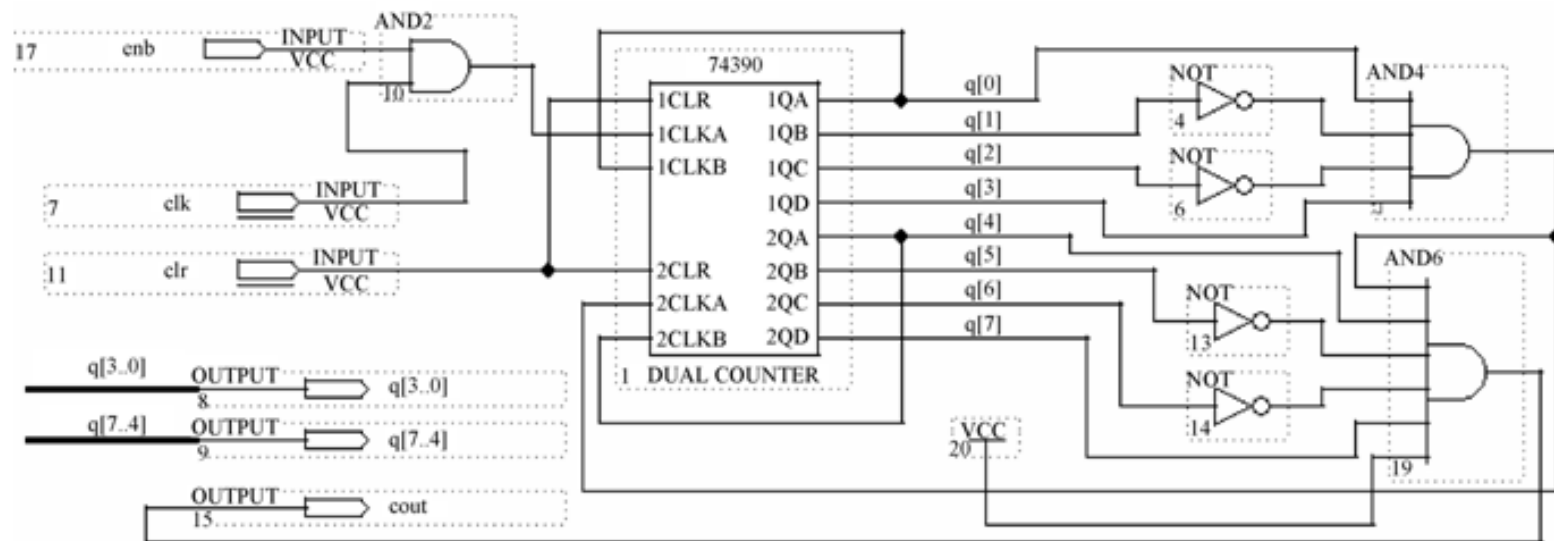 AND2
17 enb INPUT
VCC
10
74390
1CLR 1QA q[0] NOT AND4
1CLKA 1QB q[1] 4
1CLKB 1QC q[2] NOT
7 clk INPUT
VCC
1QD q[3] 6
2QA q[4]
11 clr INPUT
VCC
2CLR 2QB q[5] AND6
2CLKA 2QC q[6] NOT
2CLKB 2QD q[7] 13
1 DUAL COUNTER NOT
q[3..0] OUTPUT q[3..0]
8
q[7..4] OUTPUT q[7..4]
9
VCC 14
20 19
OUTPUT cout
15